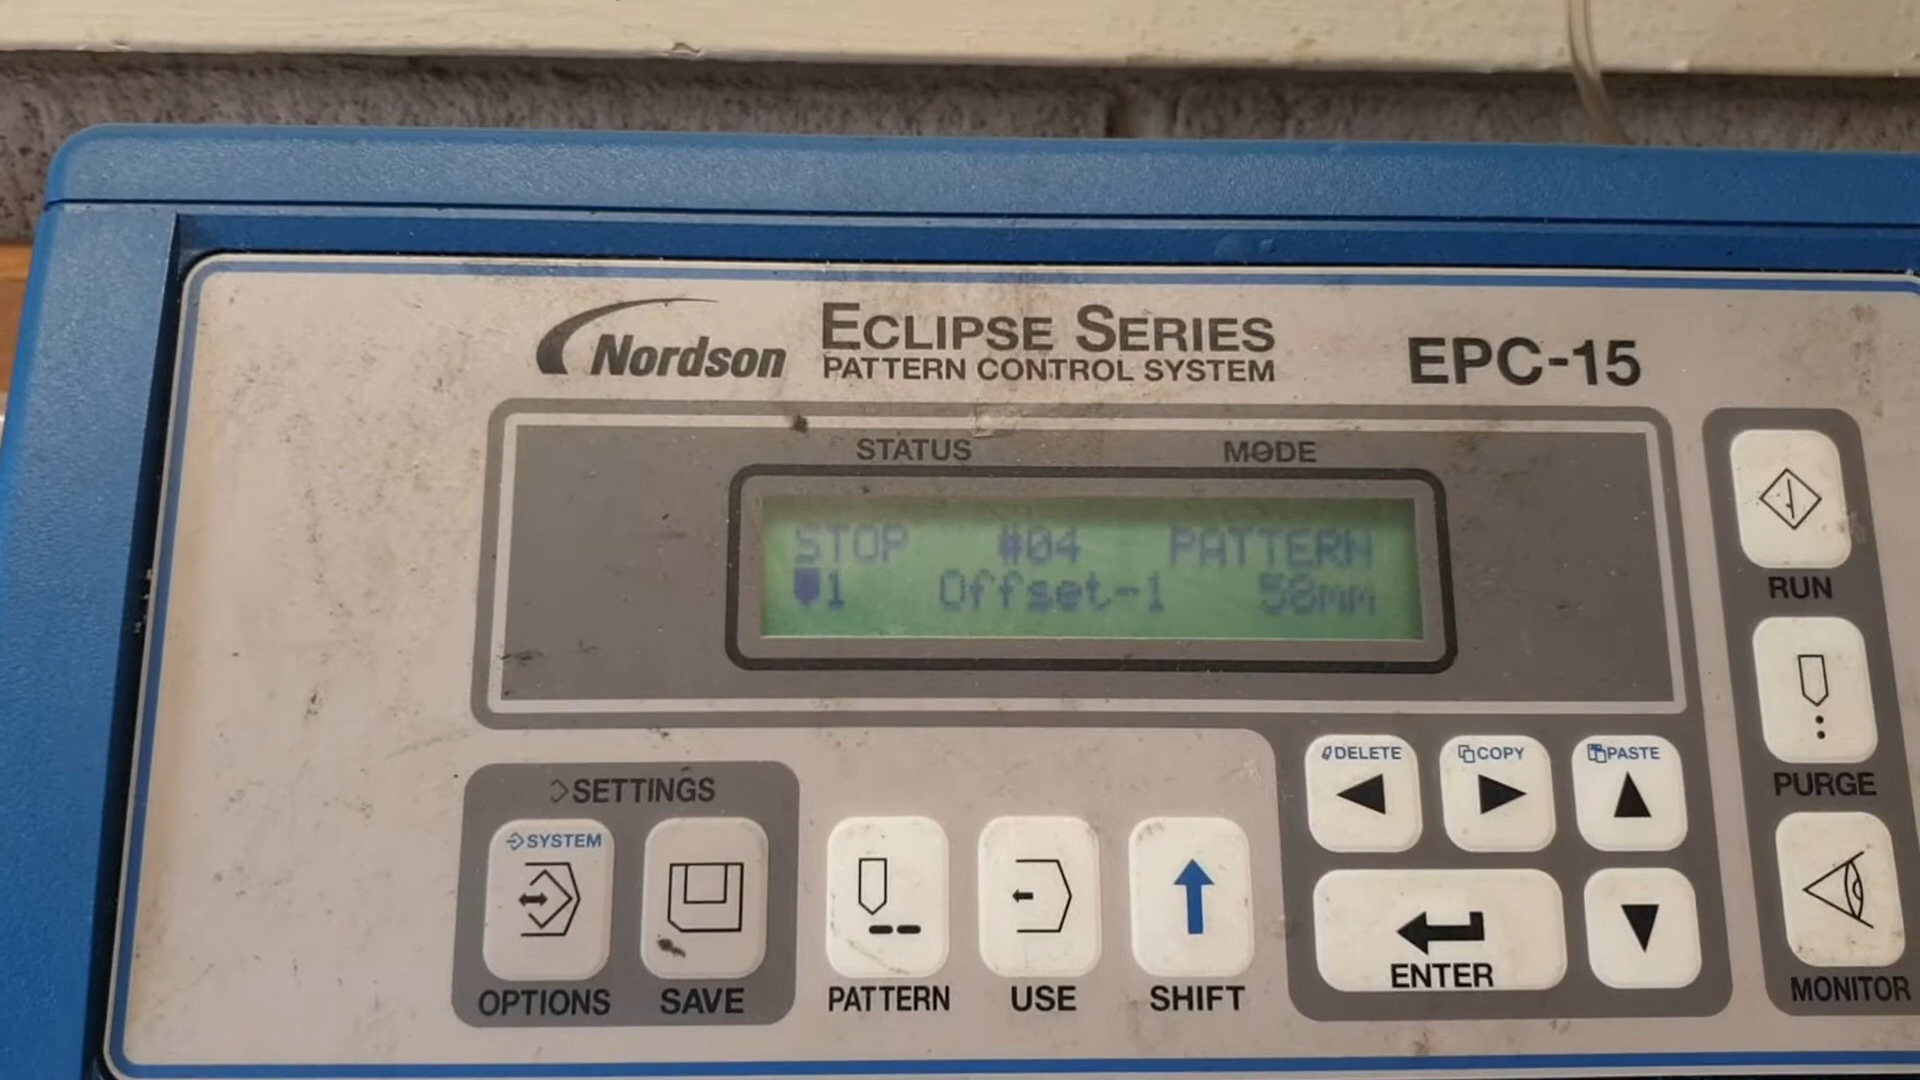 Nordson
ECLIPSE SERIES
PATTERN CONTROL SYSTEM
EPC-15
STATUS MODE
STOP #04 PATTERN
1 Offset-1 58mm
RUN
PURGE
MONITOR
SETTINGS
SYSTEM
OPTIONS SAVE PATTERN USE SHIFT
DELETE COPY PASTE
ENTER